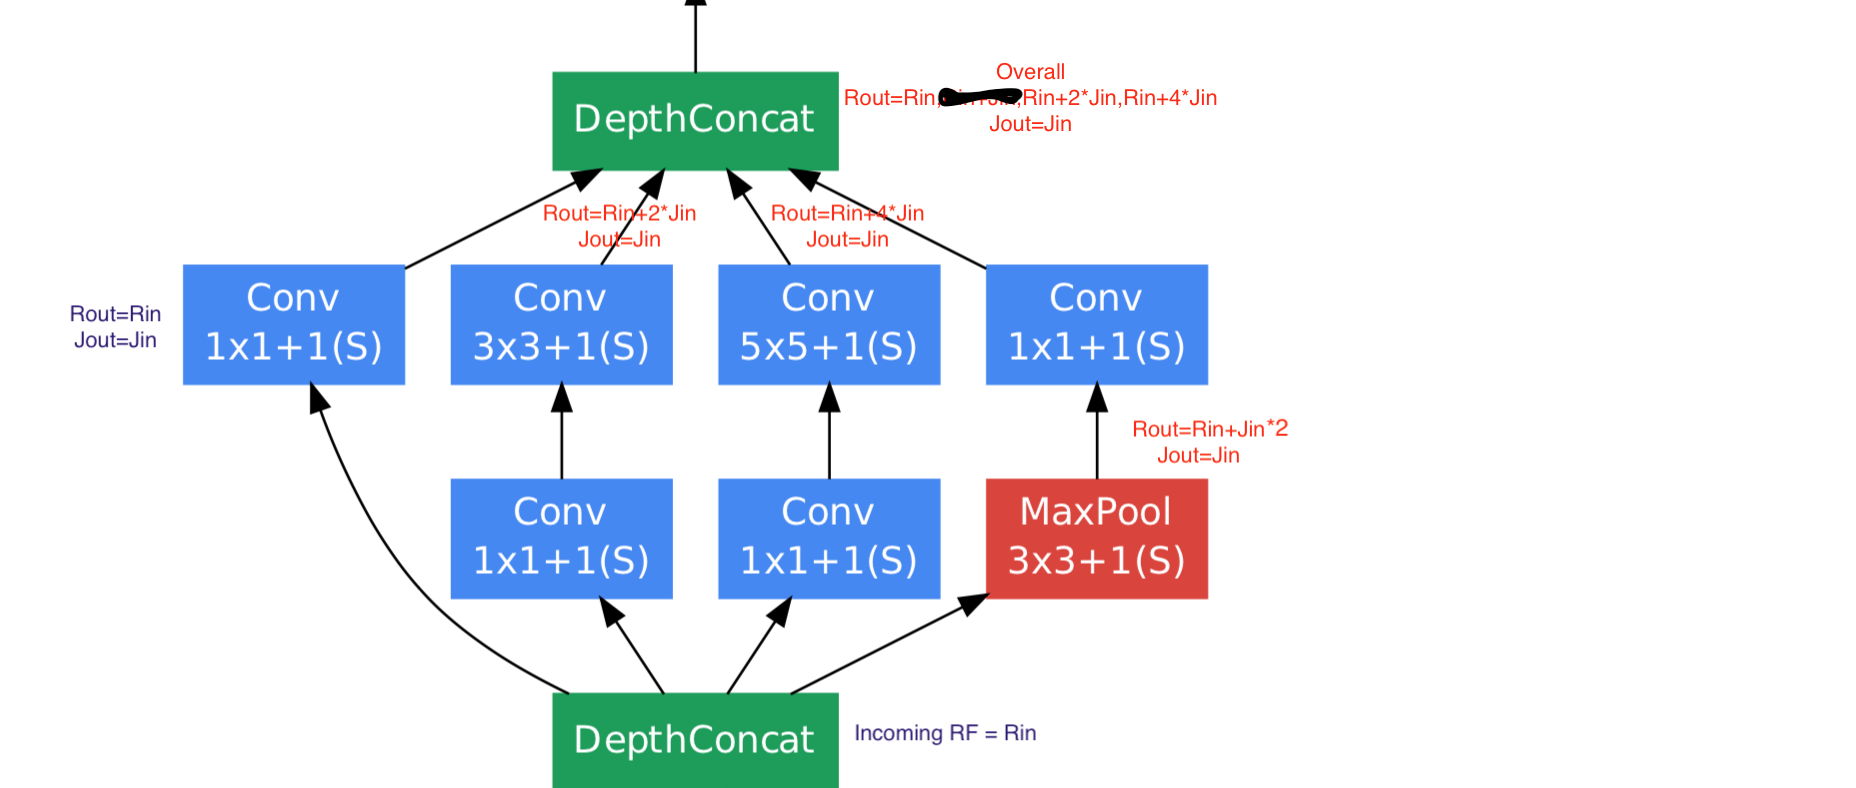 Overall
DepthConcat
Rout=Rin, Rin+2*Jin,Rin+4*Jin
Jout=Jin
Rout=Rin+2*Jin
Jout=Jin
Rout=Rin+4*Jin
Jout=Jin
Rout=Rin
Jout=Jin
Conv
1x1+1(S)
Conv
3x3+1(S)
Conv
5x5+1(S)
Conv
1x1+1(S)
Rout=Rin+Jin*2
Jout=Jin
Conv
1x1+1(S)
Conv
1x1+1(S)
MaxPool
3x3+1(S)
DepthConcat
Incoming RF = Rin